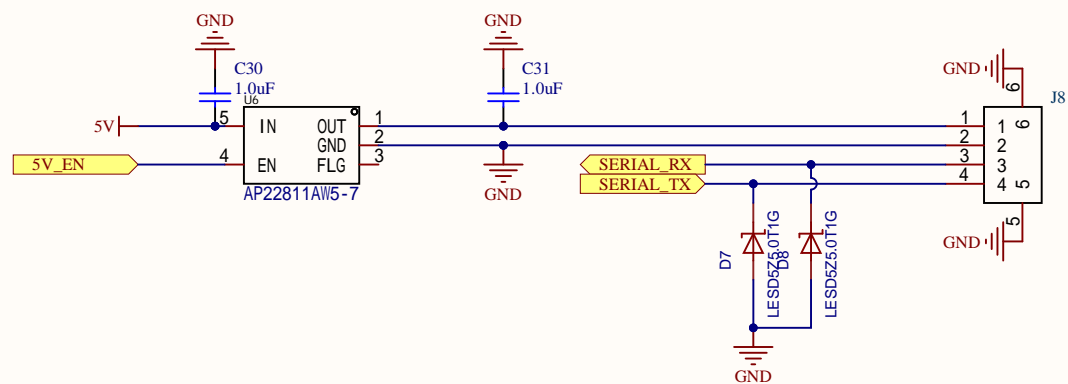 GND
GND
C30
1.0uF
C31
1.0uF
GND
6
J8
U6
5V
5
IN
OUT
1
1
1
6
GND
2
2
2
5V_EN
4
EN
FLG
3
SERIAL_RX
3
3
AP22811AW5-7
SERIAL_TX
4
4
5
GND
5
GND
D7
LESD5Z5.0T1G
D8
LESD5Z5.0T1G
GND